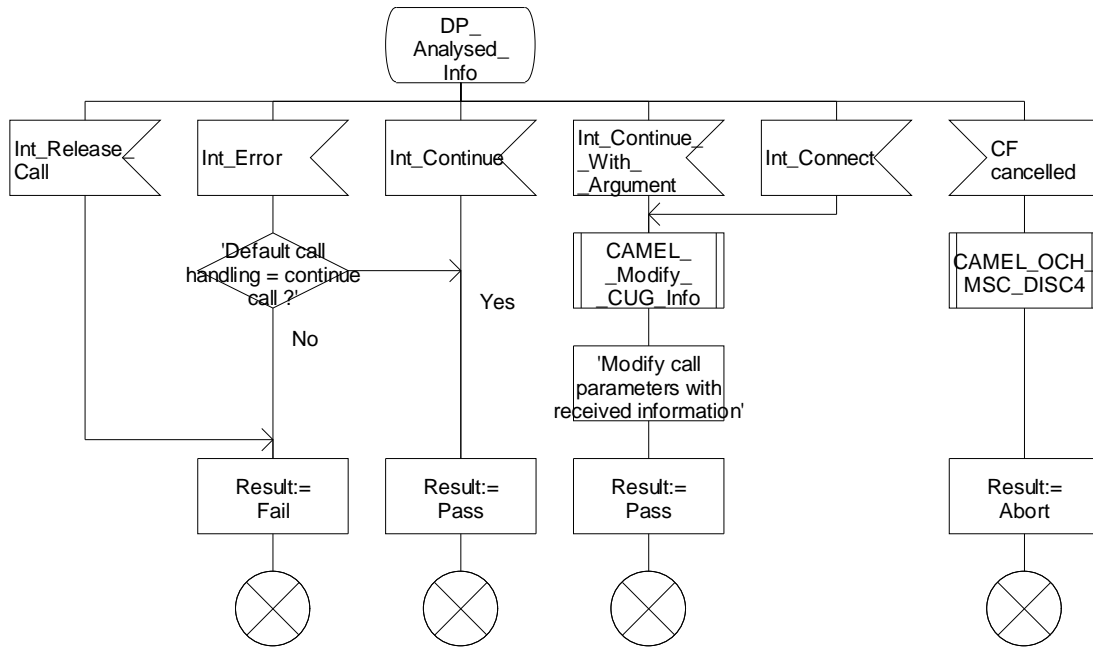 DP_
Analysed_
Info
Int_Release_
Call
Int_Error
Int_Continue
Int_Continue_
_With_
_Argument
Int_Connect
CF
cancelled
'Default call
handling = continue
call ?'
Yes
No
CAMEL_
_Modify_
_CUG_Info
CAMEL_OCH_
MSC_DISC4
'Modify call
parameters with
received information'
Result:=
Fail
Result:=
Pass
Result:=
Pass
Result:=
Abort